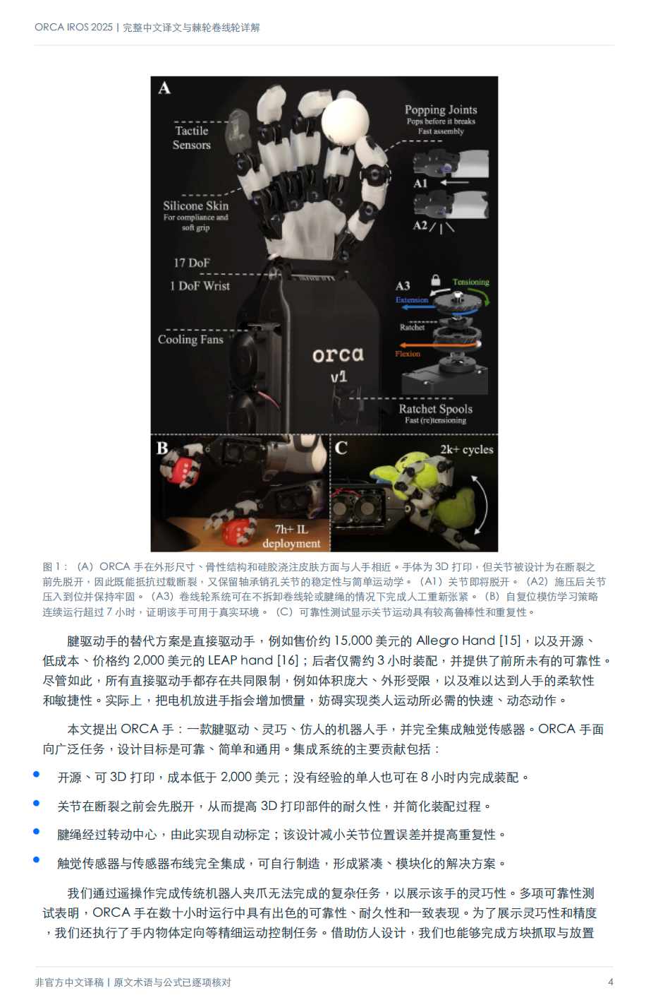 ORCA IROS 2025 | 完整中文译文与棘轮卷线轮详解
A
Tactile
Sensors
Popping Joints
Pops before it breaks
Fast assembly
A1
A2
Silicone Skin
For compliance and
soft grip
17 DoF
1 DoF Wrist
A3
Tensioning
Extension
Ratchet
Flexion
Cooling Fans
orca
v1
Ratchet Spools
Fast (re)tensioning
B
7h+ IL
deployment
C
2k+ cycles
图 1：（A）ORCA 手在外形尺寸、骨性结构和硅胶浇注皮肤方面与人手相近。手体为 3D 打印，但关节被设计为在断裂之
前先脱开，因此既能抵抗过载断裂，又保留轴承销孔关节的稳定性与简单运动学。（A1）关节即将脱开。（A2）施压后关节
压入到位并保持牢固。（A3）卷线轮系统可在不拆卸卷线轮或腱绳的情况下完成人工重新张紧。（B）自复位模仿学习策略
连续运行超过 7 小时，证明该手可用于真实环境。（C）可靠性测试显示关节运动具有较高鲁棒性和重复性。
腱驱动手的替代方案是直接驱动手，例如售价约 15,000 美元的 Allegro Hand [15]，以及开源、
低成本、价格约 2,000 美元的 LEAP hand [16]；后者仅需约 3 小时装配，并提供了前所未有的可靠性。
尽管如此，所有直接驱动手都存在共同限制，例如体积庞大、外形受限，以及难以达到人手的柔软性
和敏捷性。实际上，把电机放进手指会增加惯量，妨碍实现类人运动所必需的快速、动态动作。
本文提出 ORCA 手：一款腱驱动、灵巧、仿人的机器人手，并完全集成触觉传感器。ORCA 手面
向广泛任务，设计目标是可靠、简单和通用。集成系统的主要贡献包括：
● 开源、可 3D 打印，成本低于 2,000 美元；没有经验的单人也可在 8 小时内完成装配。
● 关节在断裂之前会先脱开，从而提高 3D 打印部件的耐久性，并简化装配过程。
● 腱绳经过转动中心，由此实现自动标定；该设计减小关节位置误差并提高重复性。
● 触觉传感器与传感器布线完全集成，可自行制造，形成紧凑、模块化的解决方案。
我们通过遥操作完成传统机器人夹爪无法完成的复杂任务，以展示该手的灵巧性。多项可靠性测
试表明，ORCA 手在数十小时运行中具有出色的可靠性、耐久性和一致表现。为了展示灵巧性和精度
，我们还执行了手内物体定向等精细运动控制任务。借助仿人设计，我们也能够完成方块抓取与放置
非官方中文译稿 | 原文术语与公式已逐项核对
4